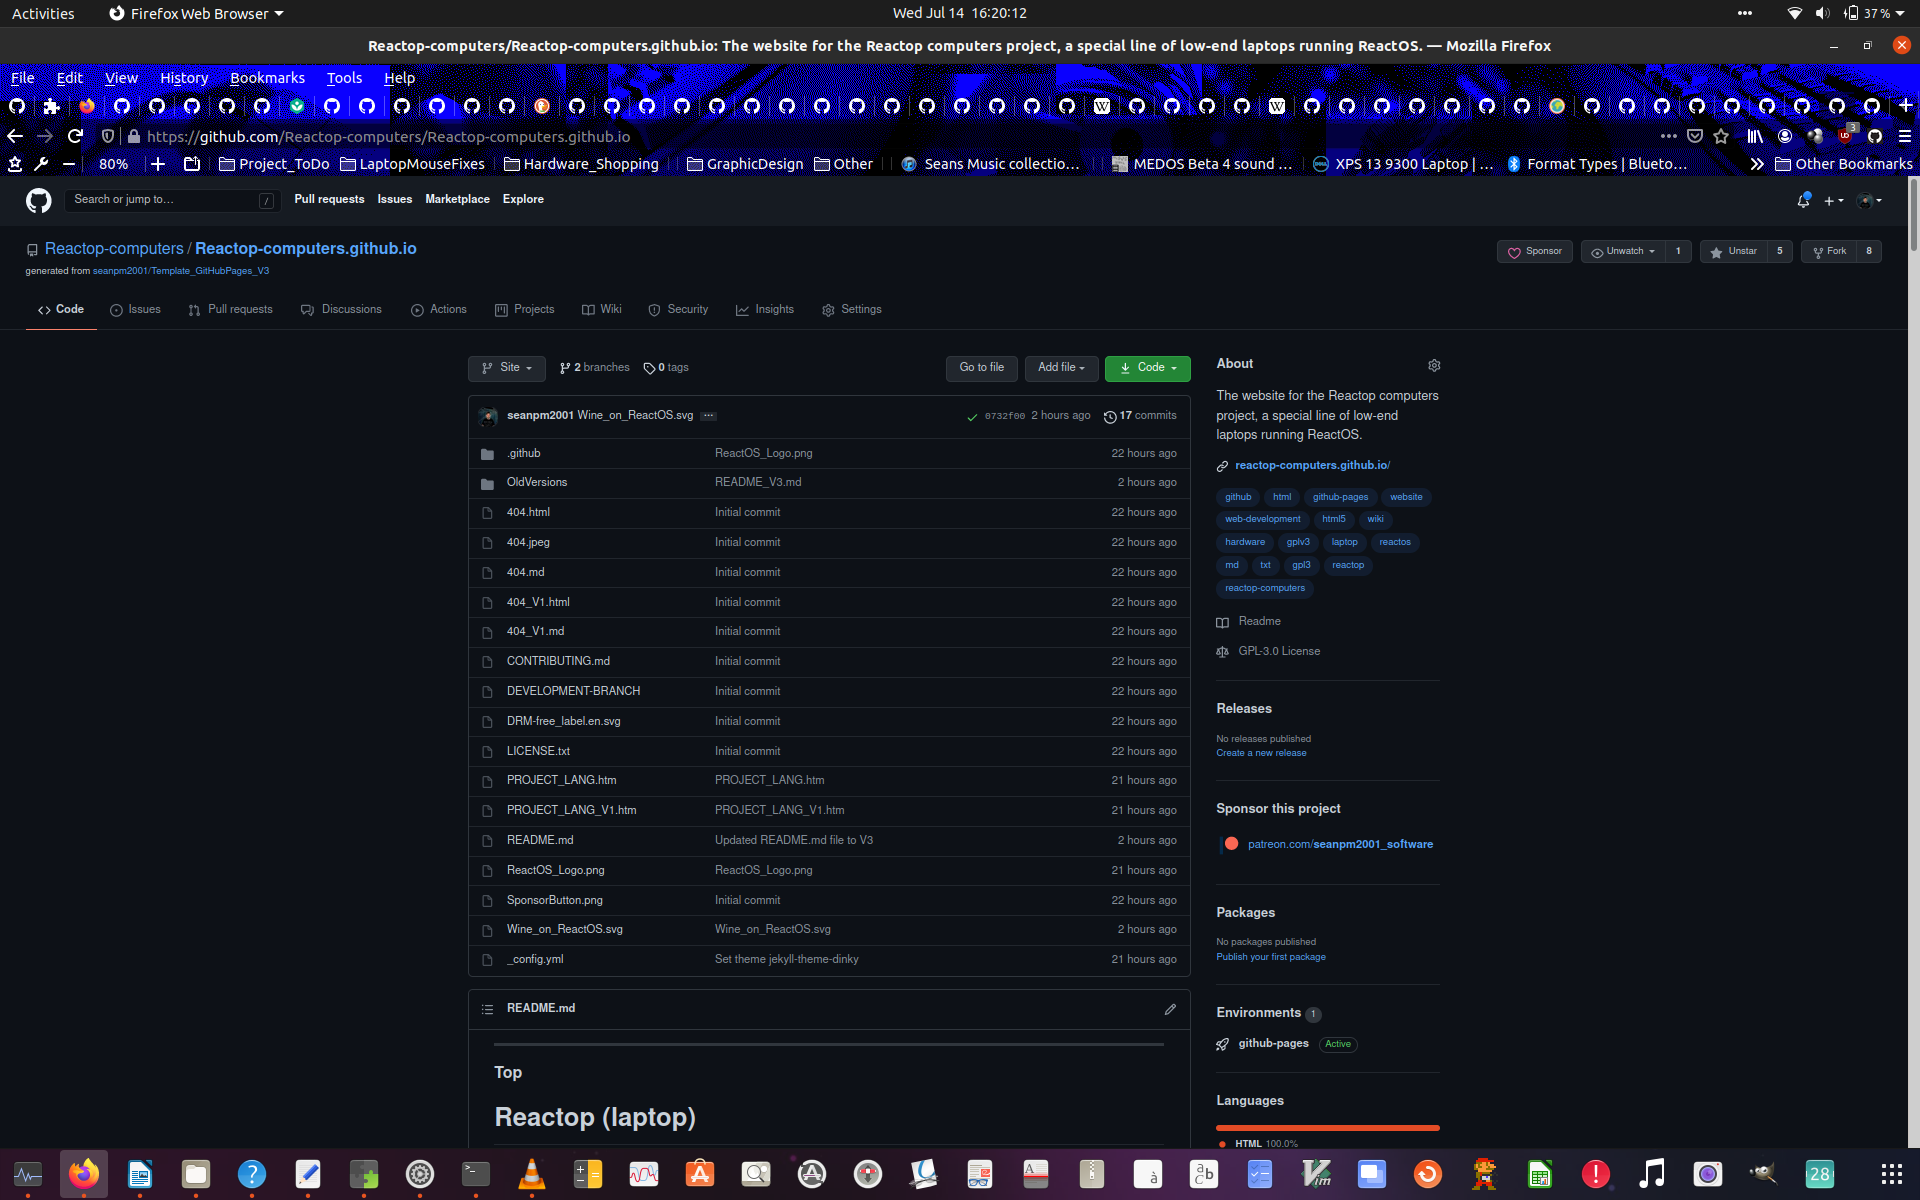 Activities Firefox Web Browser Wed Jul 14 16:20:12 37 %
Reactop-computers/Reactop-computers.github.io: The website for the Reactop computers project, a special line of low-end laptops running ReactOS. — Mozilla Firefox
File Edit View History Bookmarks Tools Help
https://github.com/Reactop-computers/Reactop-computers.github.io 3
80% Project_ToDo LaptopMouseFixes Hardware_Shopping GraphicDesign Other Seans Music collectio… MEDOS Beta 4 sound … XPS 13 9300 Laptop | … Format Types | Blueto… Other Bookmarks
Search or jump to… / Pull requests Issues Marketplace Explore
Reactop-computers / Reactop-computers.github.io Sponsor Unwatch 1 Unstar 5 Fork 8
generated from seanpm2001/Template_GitHubPages_V3
Code Issues Pull requests Discussions Actions Projects Wiki Security Insights Settings
Site 2 branches 0 tags Go to file Add file Code
seanpm2001 Wine_on_ReactOS.svg 0732f00 2 hours ago 17 commits
.github ReactOS_Logo.png 22 hours ago
OldVersions README_V3.md 2 hours ago
404.html Initial commit 22 hours ago
404.jpeg Initial commit 22 hours ago
404.md Initial commit 22 hours ago
404_V1.html Initial commit 22 hours ago
404_V1.md Initial commit 22 hours ago
CONTRIBUTING.md Initial commit 22 hours ago
DEVELOPMENT-BRANCH Initial commit 22 hours ago
DRM-free_label.en.svg Initial commit 22 hours ago
LICENSE.txt Initial commit 22 hours ago
PROJECT_LANG.htm PROJECT_LANG.htm 21 hours ago
PROJECT_LANG_V1.htm PROJECT_LANG_V1.htm 21 hours ago
README.md Updated README.md file to V3 2 hours ago
ReactOS_Logo.png ReactOS_Logo.png 21 hours ago
SponsorButton.png Initial commit 22 hours ago
Wine_on_ReactOS.svg Wine_on_ReactOS.svg 2 hours ago
_config.yml Set theme jekyll-theme-dinky 21 hours ago
README.md
Top
Reactop (laptop)
About
The website for the Reactop computers
project, a special line of low-end
laptops running ReactOS.
reactop-computers.github.io/
github html github-pages website
web-development html5 wiki
hardware gplv3 laptop reactos
md txt gpl3 reactop
reactop-computers
Readme
GPL-3.0 License
Releases
No releases published
Create a new release
Sponsor this project
patreon.com/seanpm2001_software
Packages
No packages published
Publish your first package
Environments 1
github-pages Active
Languages
HTML 100.0%
28